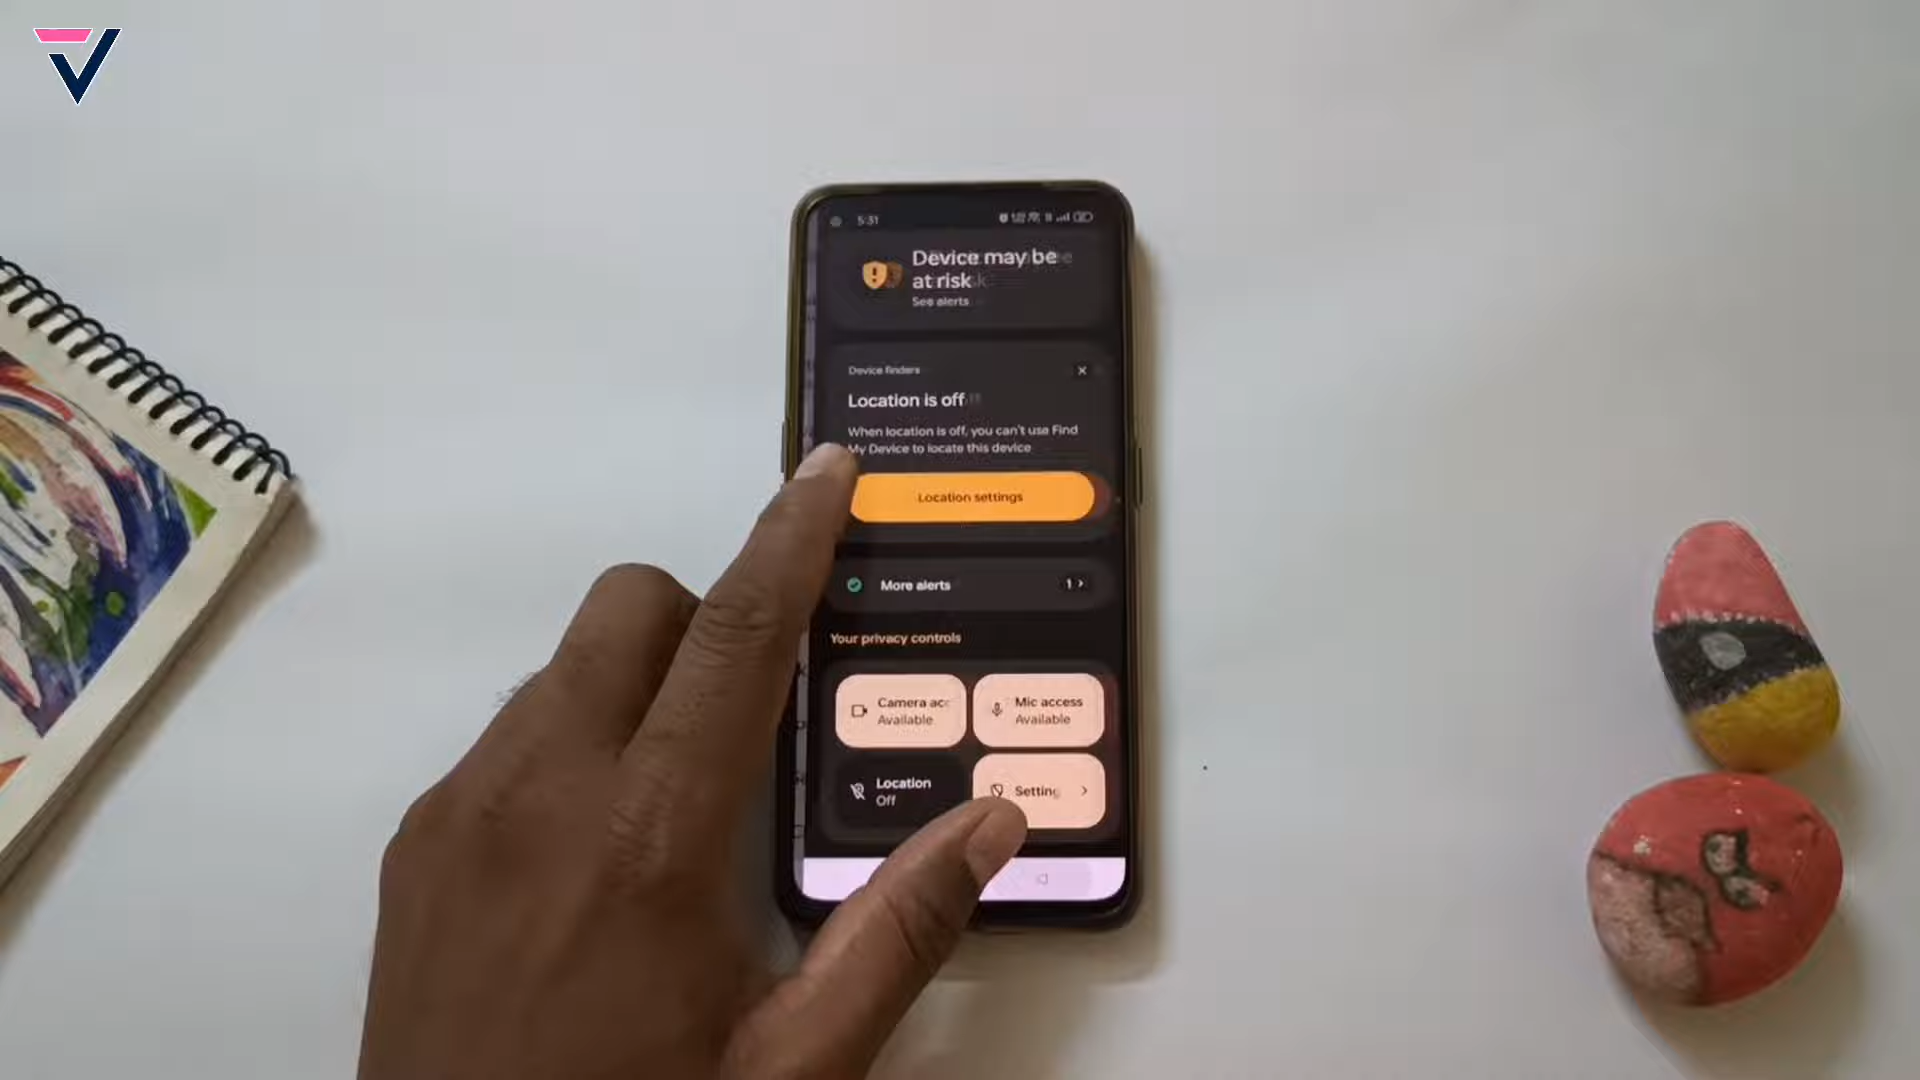 5:31
Device may be
at risk
See alerts
Device finders
Location is off
When location is off, you can't use Find
My Device to locate this device
Location settings
More alerts
1
Your privacy controls
Camera acc
Available
Mic access
Available
Location
Off
Setting